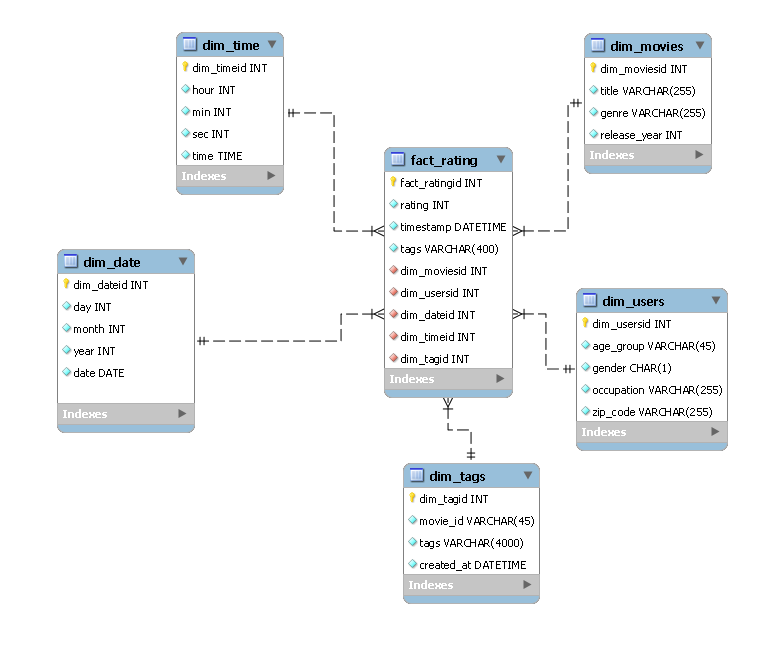 dim_time
dim_timeid INT
hour INT
min INT
sec INT
time TIME
Indexes
dim_movies
dim_moviesid INT
title VARCHAR(255)
genre VARCHAR(255)
release_year INT
Indexes
fact_rating
fact_ratingid INT
rating INT
timestamp DATETIME
tags VARCHAR(400)
dim_moviesid INT
dim_usersid INT
dim_dateid INT
dim_timeid INT
dim_tagid INT
Indexes
dim_date
dim_dateid INT
day INT
month INT
year INT
date DATE
Indexes
dim_users
dim_usersid INT
age_group VARCHAR(45)
gender CHAR(1)
occupation VARCHAR(255)
zip_code VARCHAR(255)
Indexes
dim_tags
dim_tagid INT
movie_id VARCHAR(45)
tags VARCHAR(4000)
created_at DATETIME
Indexes